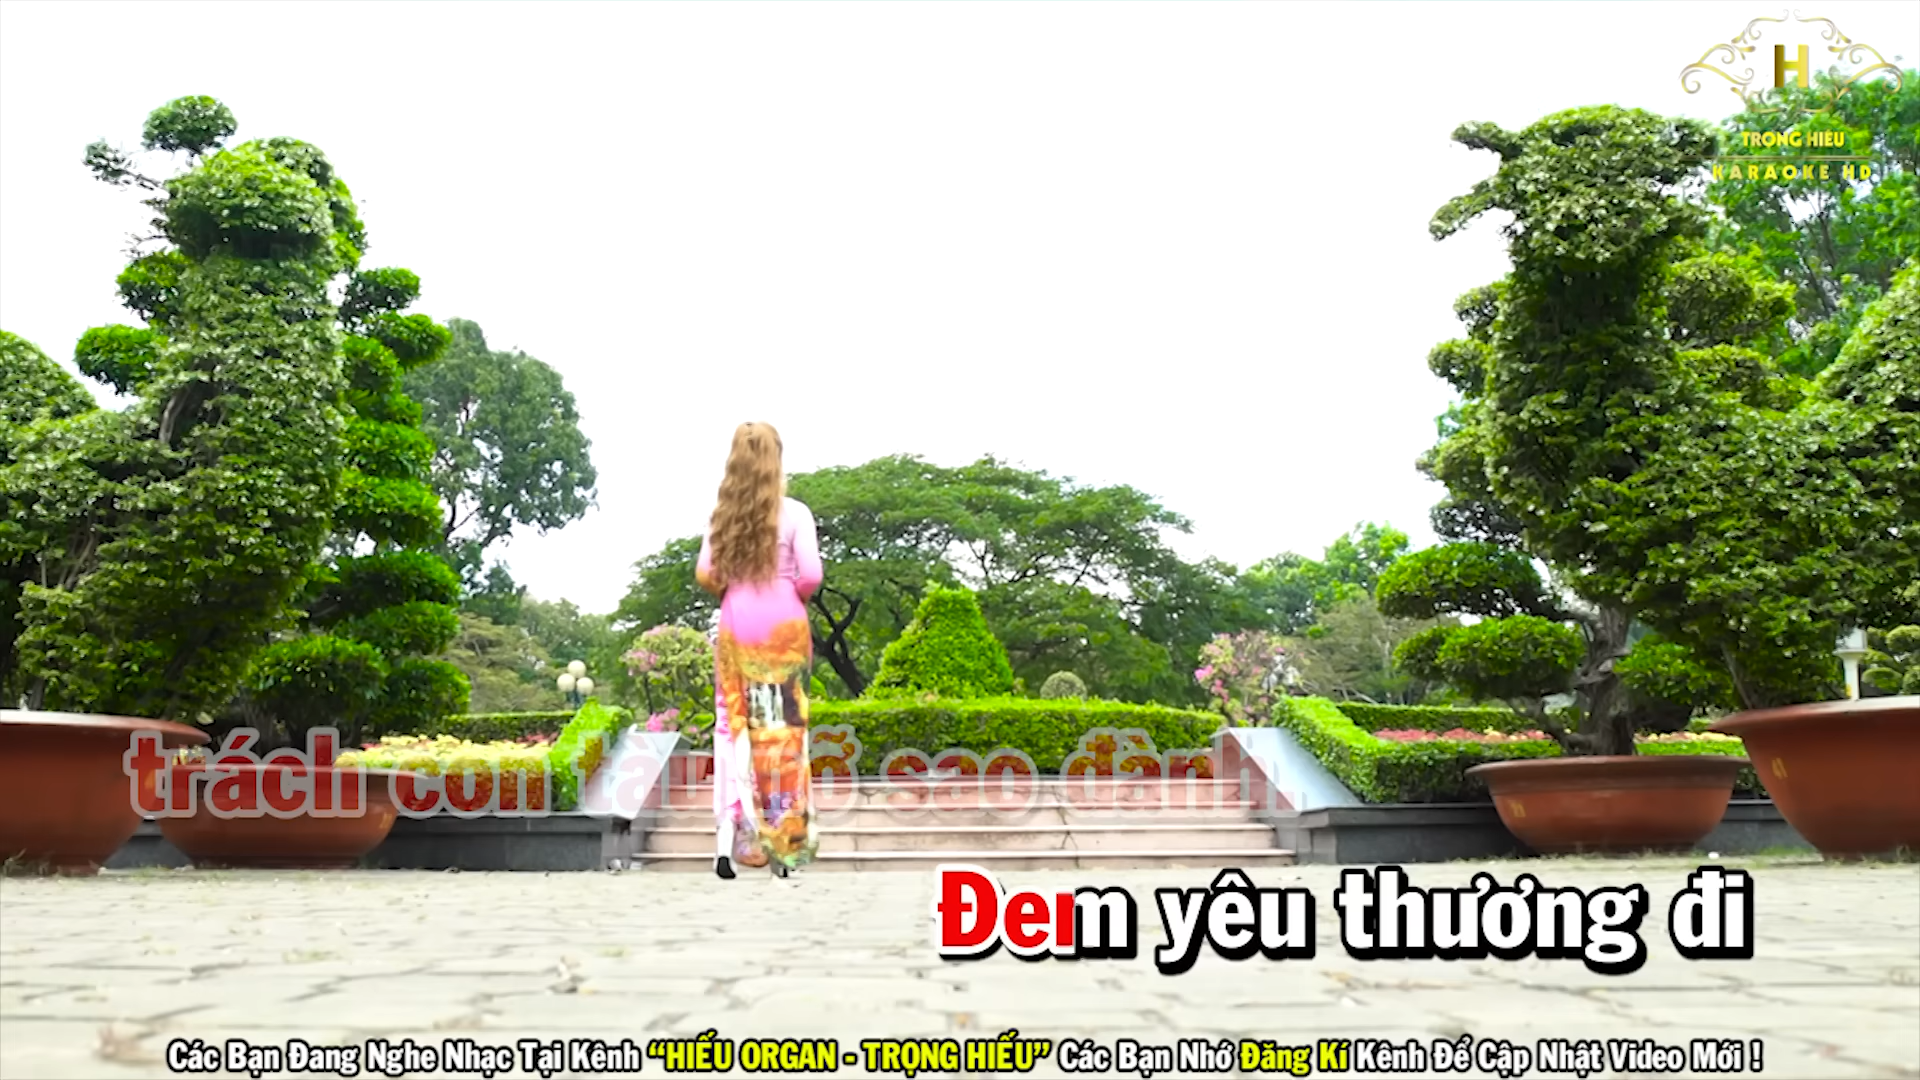 H
TRỌNG HIẾU
KARAOKE HD
trách con tàu nỡ sao đành.
Đem yêu thương đi
Các Bạn Đang Nghe Nhạc Tại Kênh “HIẾU ORGAN - TRỌNG HIẾU” Các Bạn Nhớ Đăng Kí Kênh Để Cập Nhật Video Mới !